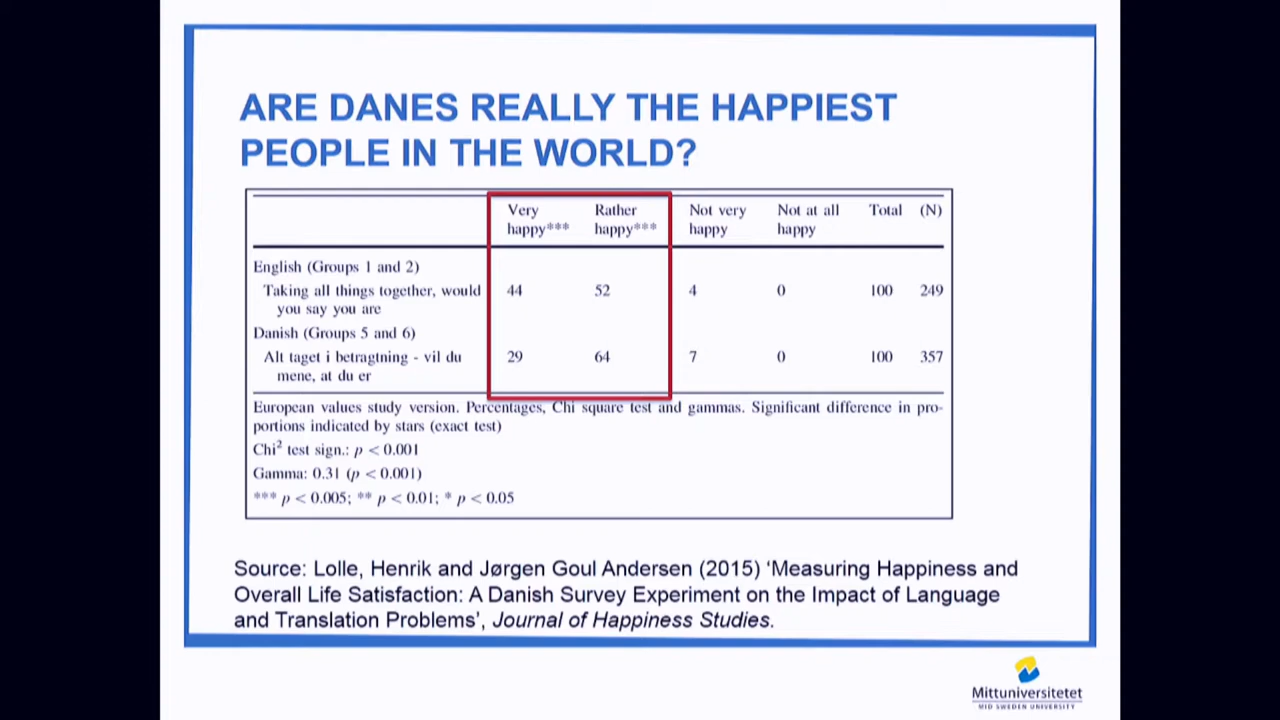 ARE DANES REALLY THE HAPPIEST
PEOPLE IN THE WORLD?
Very happy*** Rather happy*** Not very happy Not at all happy Total (N)
English (Groups 1 and 2)
Taking all things together, would 44 52 4 0 100 249
you say you are
Danish (Groups 5 and 6)
Alt taget i betragtning - vil du 29 64 7 0 100 357
mene, at du er
European values study version. Percentages, Chi square test and gammas. Significant difference in pro-
portions indicated by stars (exact test)
Chi² test sign.: p < 0.001
Gamma: 0.31 (p < 0.001)
*** p < 0.005; ** p < 0.01; * p < 0.05
Source: Lolle, Henrik and Jørgen Goul Andersen (2015) ‘Measuring Happiness and
Overall Life Satisfaction: A Danish Survey Experiment on the Impact of Language
and Translation Problems’, Journal of Happiness Studies.
Mittuniversitetet
MID SWEDEN UNIVERSITY